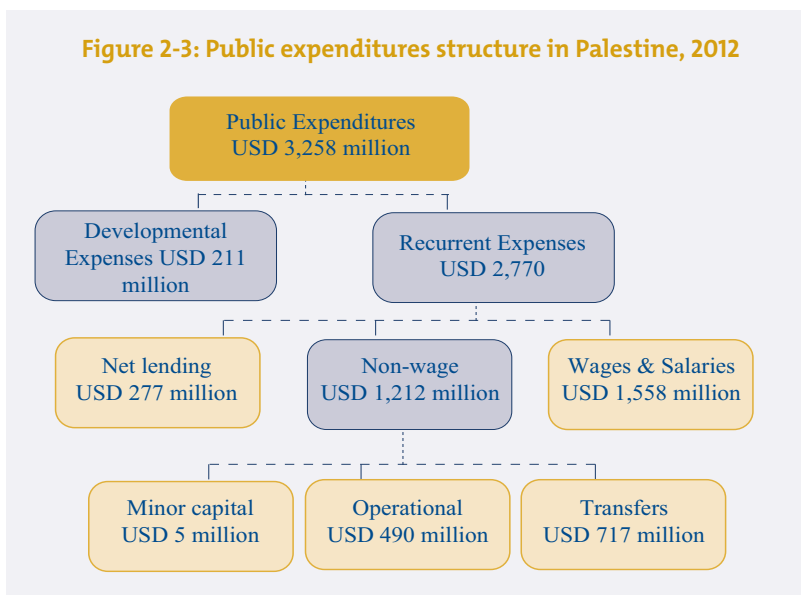 Figure 2-3: Public expenditures structure in Palestine, 2012
Public Expenditures
USD 3,258 million
Developmental
Expenses USD 211
million
Recurrent Expenses
USD 2,770
Net lending
USD 277 million
Non-wage
USD 1,212 million
Wages & Salaries
USD 1,558 million
Minor capital
USD 5 million
Operational
USD 490 million
Transfers
USD 717 million